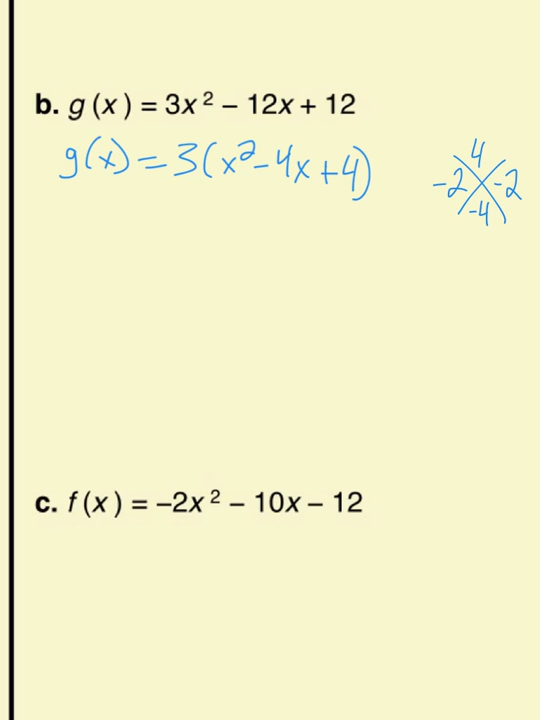 b. g (x) = 3x² – 12x + 12
g(x) = 3(x² - 4x + 4)
4
-2 -2
-4
c. f (x) = –2x² – 10x – 12